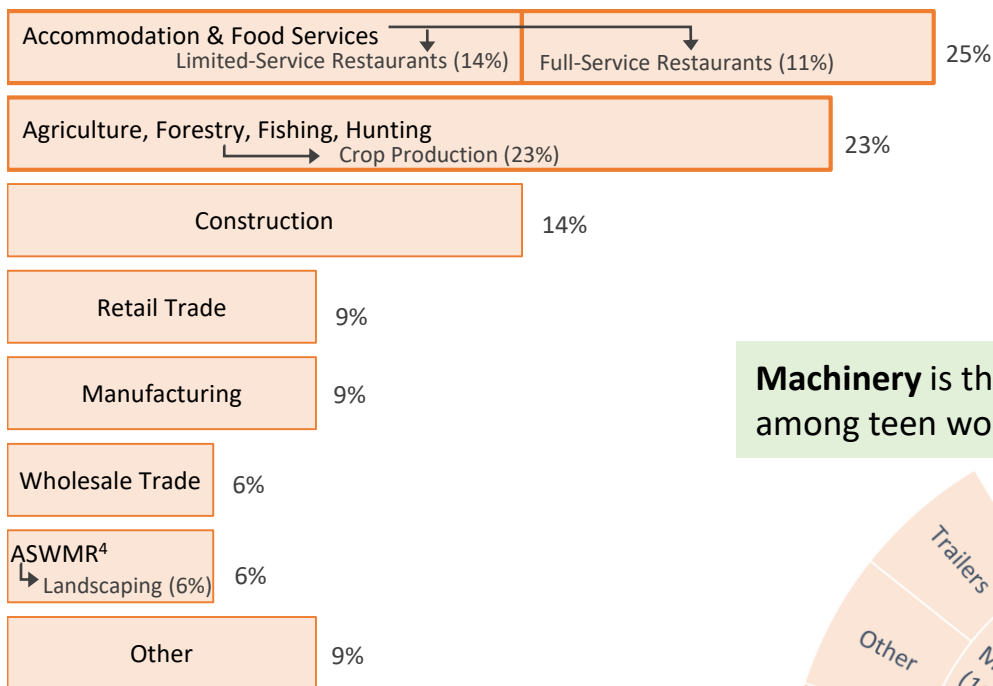 Accommodation & Food Services
Limited-Service Restaurants (14%)
Full-Service Restaurants (11%)
25%
Agriculture, Forestry, Fishing, Hunting
Crop Production (23%)
23%
Construction
14%
Retail Trade
9%
Manufacturing
9%
Wholesale Trade
6%
ASWMR⁴
Landscaping (6%)
6%
Other
9%
Machinery is th
among teen wo
Trailers
Other